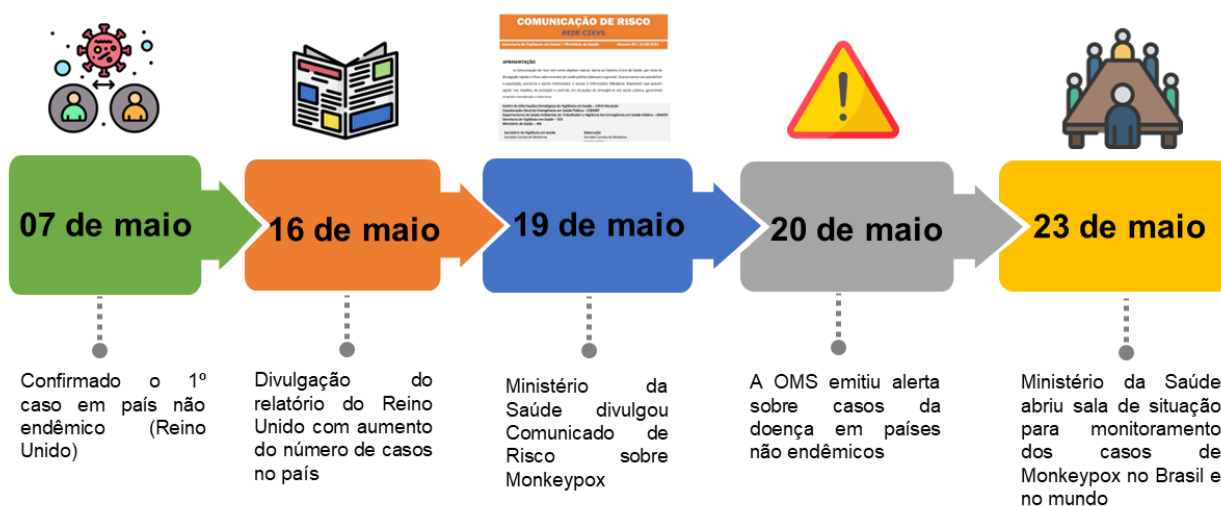 COMUNICAÇÃO DE RISCO
REDE CIEVS
APRESENTAÇÃO
07 de maio
16 de maio
19 de maio
20 de maio
23 de maio
Confirmado o 1º
caso em país não
endêmico (Reino
Unido)
Divulgação do
relatório do Reino
Unido com aumento
do número de casos
no país
Ministério da
Saúde divulgou
Comunicado de
Risco sobre
Monkeypox
A OMS emitiu alerta
sobre casos da
doença em países
não endêmicos
Ministério da Saúde
abriu sala de situação
para monitoramento
dos casos de
Monkeypox no Brasil e
no mundo